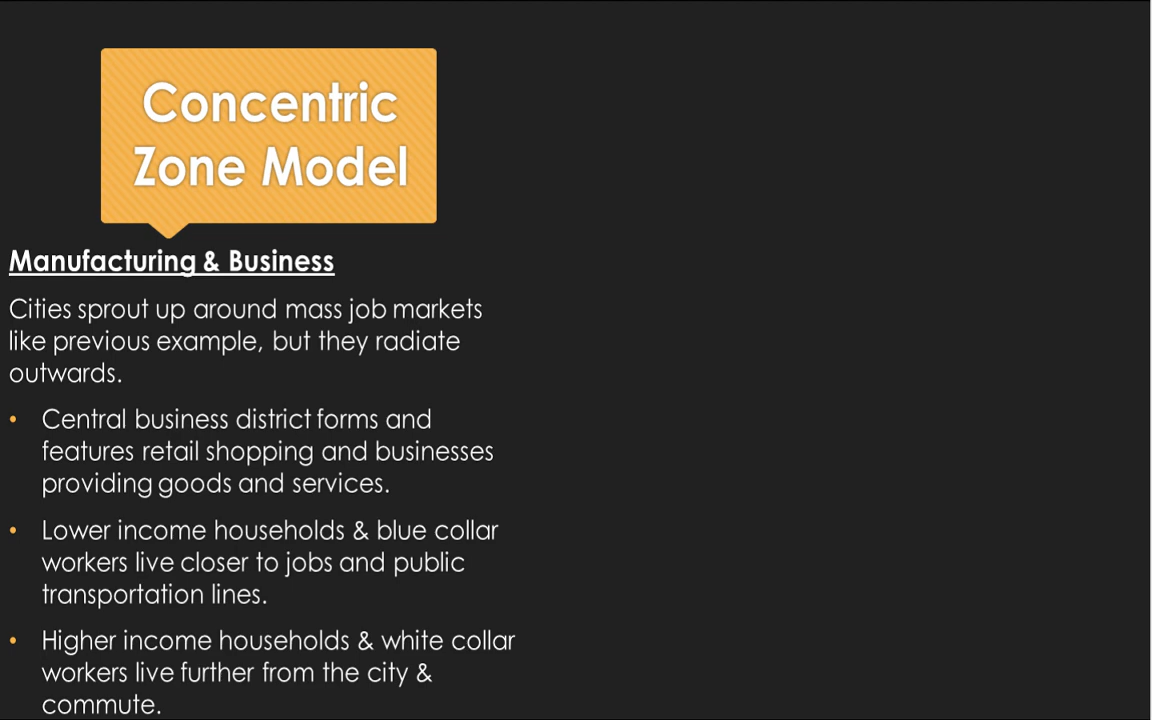 Concentric
Zone Model
Manufacturing & Business
Cities sprout up around mass job markets
like previous example, but they radiate
outwards.
• Central business district forms and
features retail shopping and businesses
providing goods and services.
• Lower income households & blue collar
workers live closer to jobs and public
transportation lines.
• Higher income households & white collar
workers live further from the city &
commute.